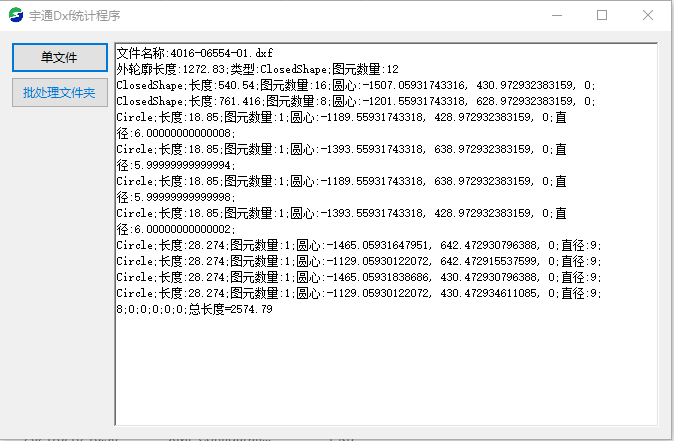 宇通Dxf统计程序
单文件
批处理文件夹
文件名称:4016-06554-01.dxf
外轮廓长度:1272.83;类型:ClosedShape;图元数量:12
ClosedShape;长度:540.54;图元数量:16;圆心:-1507.05931743316, 430.972932383159, 0;
ClosedShape;长度:761.416;图元数量:8;圆心:-1201.55931743318, 628.972932383159, 0;
Circle;长度:18.85;图元数量:1;圆心:-1189.55931743318, 428.972932383159, 0;直
径:6.00000000000008;
Circle;长度:18.85;图元数量:1;圆心:-1393.55931743318, 638.972932383159, 0;直
径:5.99999999999994;
Circle;长度:18.85;图元数量:1;圆心:-1189.55931743318, 638.972932383159, 0;直
径:5.99999999999998;
Circle;长度:18.85;图元数量:1;圆心:-1393.55931743318, 428.972932383159, 0;直
径:6.00000000000002;
Circle;长度:28.274;图元数量:1;圆心:-1465.05931647951, 642.472930796388, 0;直径:9;
Circle;长度:28.274;图元数量:1;圆心:-1129.05930122072, 642.472915537599, 0;直径:9;
Circle;长度:28.274;图元数量:1;圆心:-1465.05931838686, 430.472930796388, 0;直径:9;
Circle;长度:28.274;图元数量:1;圆心:-1129.05930122072, 430.472934611085, 0;直径:9;
8;0;0;0;0;0;总长度=2574.79